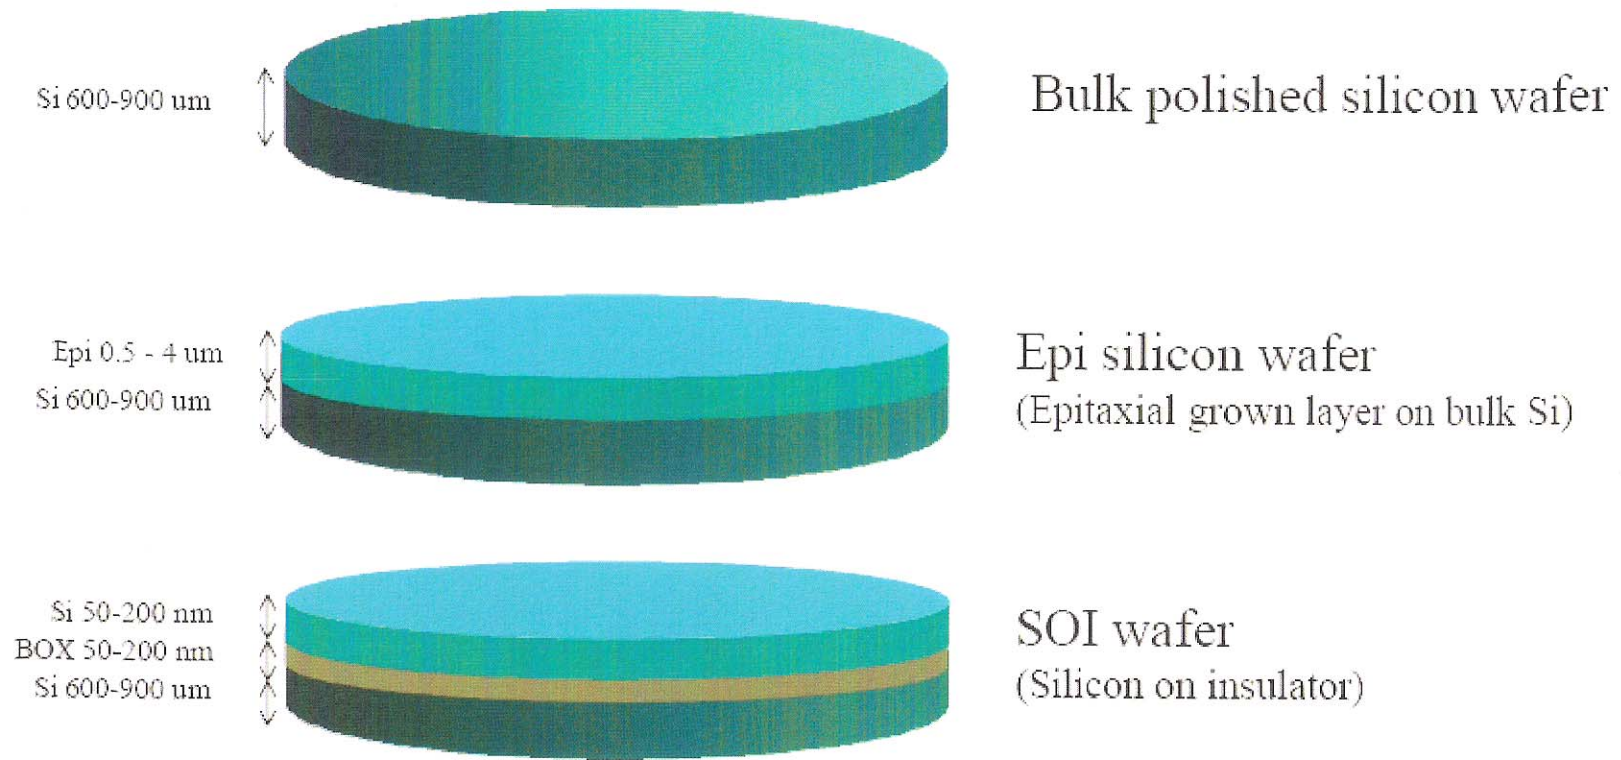 Si 600-900 um
Bulk polished silicon wafer
Epi 0.5 - 4 um
Si 600-900 um
Epi silicon wafer
(Epitaxial grown layer on bulk Si)
Si 50-200 nm
BOX 50-200 nm
Si 600-900 um
SOI wafer
(Silicon on insulator)